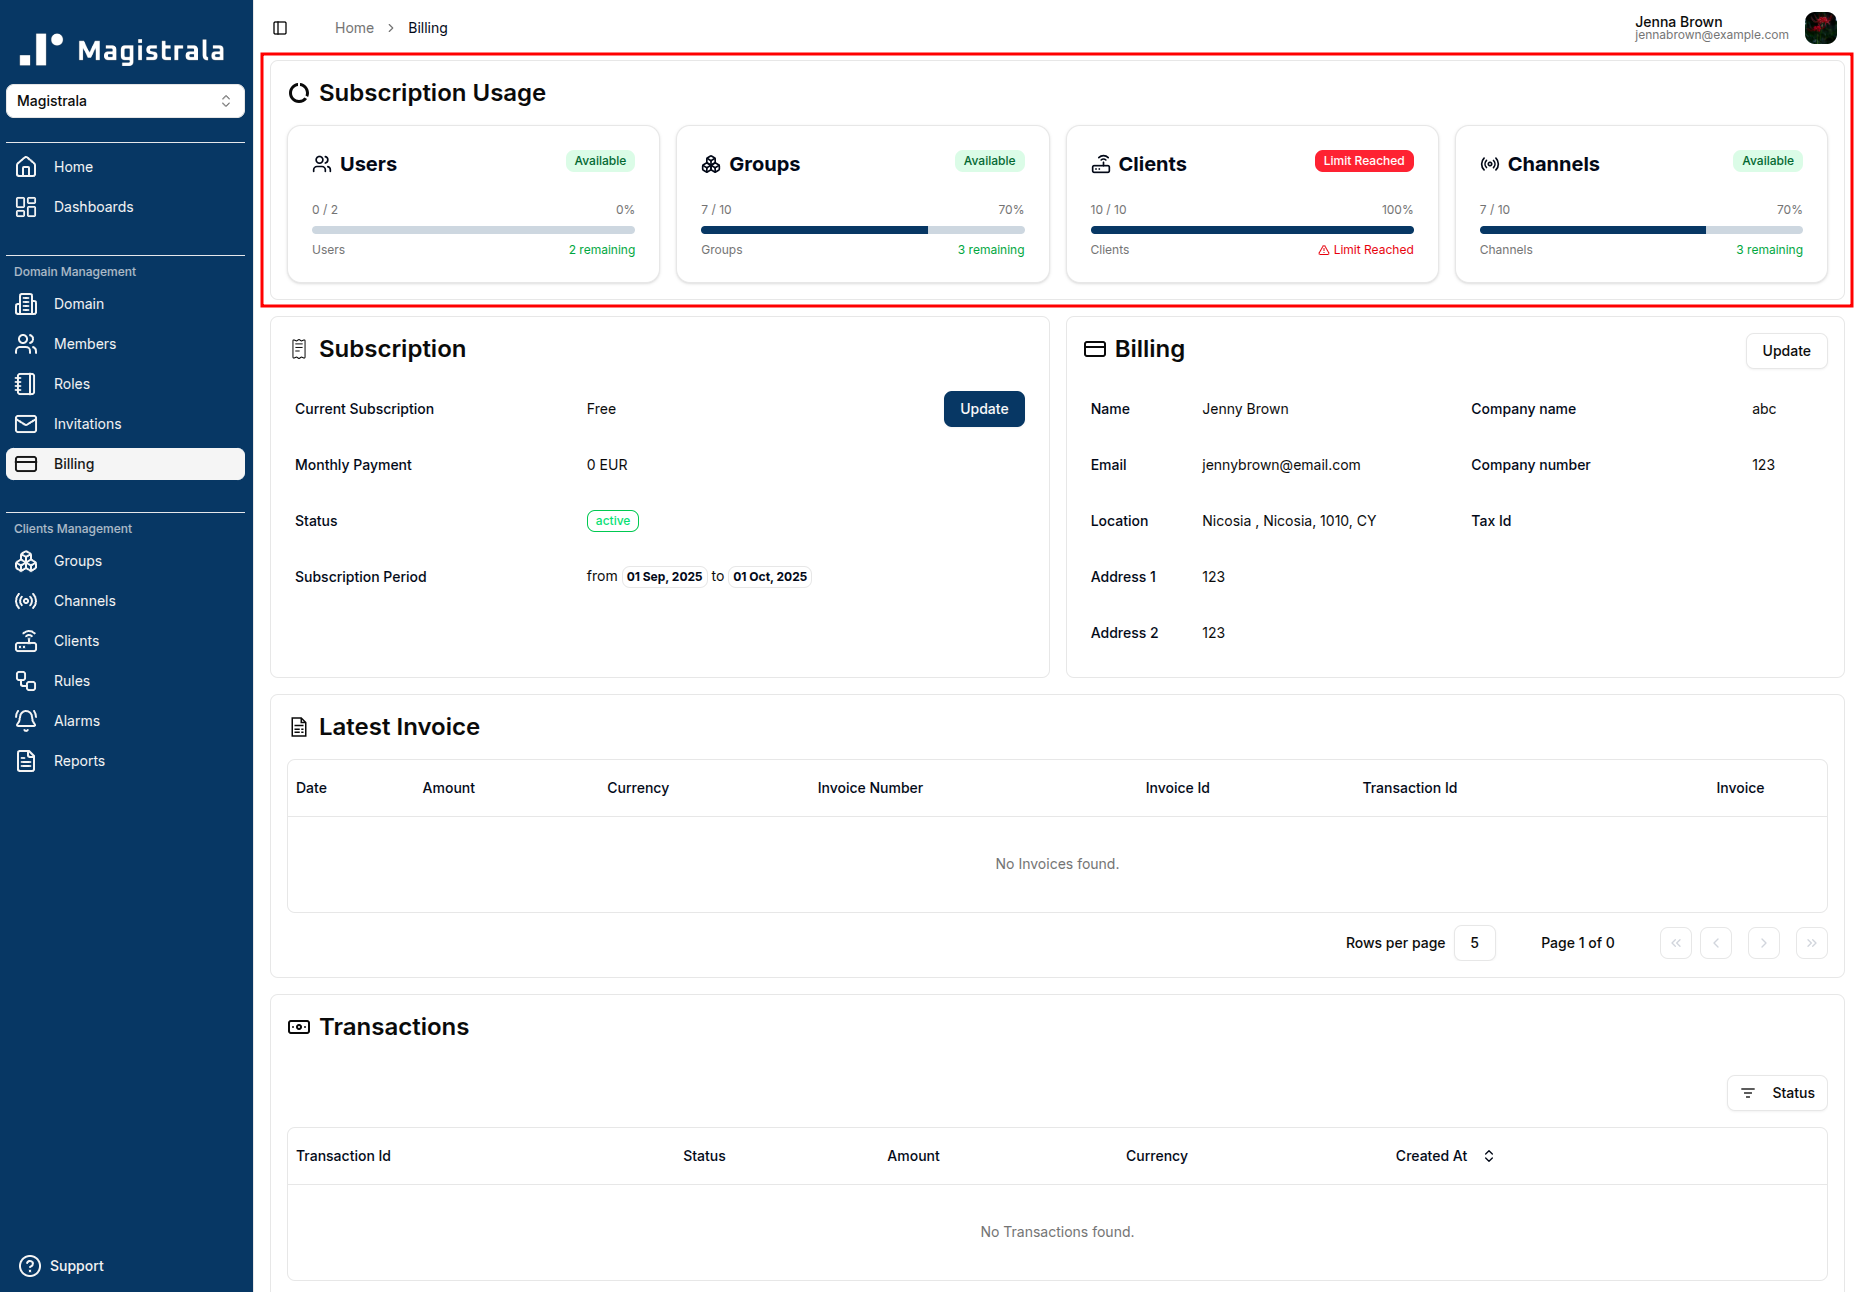 Magistrala
Magistrala
Home
Dashboards
Domain Management
Domain
Members
Roles
Invitations
Billing
Clients Management
Groups
Channels
Clients
Rules
Alarms
Reports
Support
Home > Billing
Jenna Brown
jennabrown@example.com
Subscription Usage
Users Available
0 / 2 0%
Users 2 remaining
Groups Available
7 / 10 70%
Groups 3 remaining
Clients Limit Reached
10 / 10 100%
Clients Limit Reached
Channels Available
7 / 10 70%
Channels 3 remaining
Subscription
Current Subscription Free Update
Monthly Payment 0 EUR
Status active
Subscription Period from 01 Sep, 2025 to 01 Oct, 2025
Billing Update
Name Jenny Brown Company name abc
Email jennybrown@email.com Company number 123
Location Nicosia , Nicosia, 1010, CY Tax Id
Address 1 123
Address 2 123
Latest Invoice
Date Amount Currency Invoice Number Invoice Id Transaction Id Invoice
No Invoices found.
Rows per page 5 Page 1 of 0
Transactions
Status
Transaction Id Status Amount Currency Created At
No Transactions found.